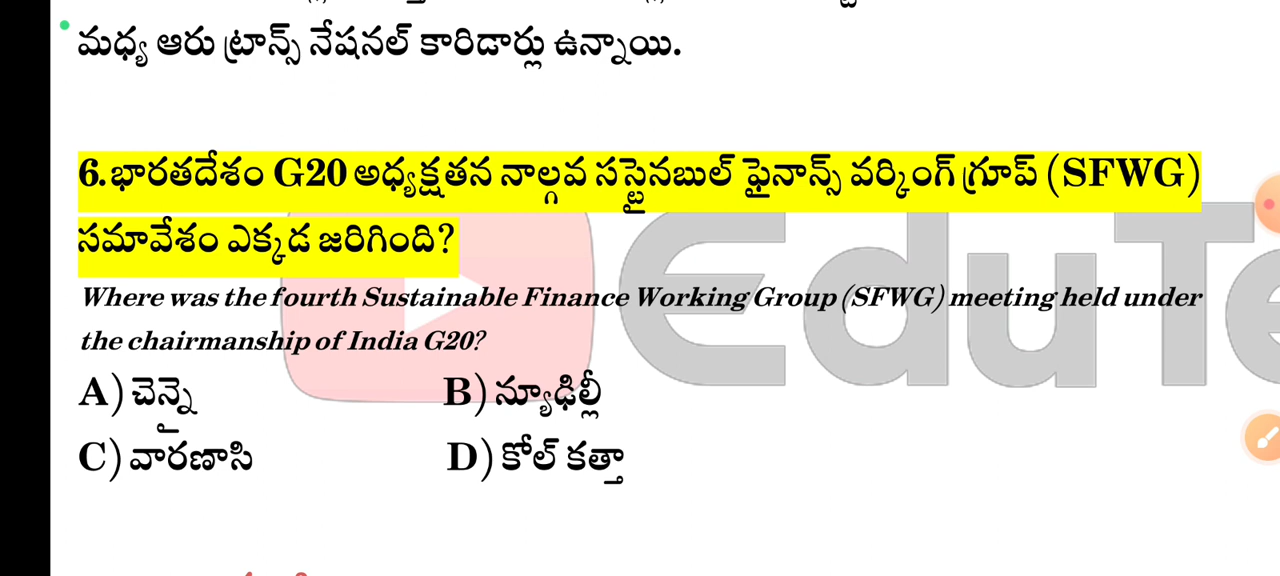 మధ్య ఆరు ట్రాన్స్ నేషనల్ కారిడార్లు ఉన్నాయి.
6.భారతదేశం G20 అధ్యక్షతన నాల్గవ సస్టైనబుల్ ఫైనాన్స్ వర్కింగ్ గ్రూప్ (SFWG)
సమావేశం ఎక్కడ జరిగింది?
Where was the fourth Sustainable Finance Working Group (SFWG) meeting held under
the chairmanship of India G20?
A) చెన్నై B) న్యూఢిల్లీ
C) వారణాసి D) కోల్ కత్తా
EduTe